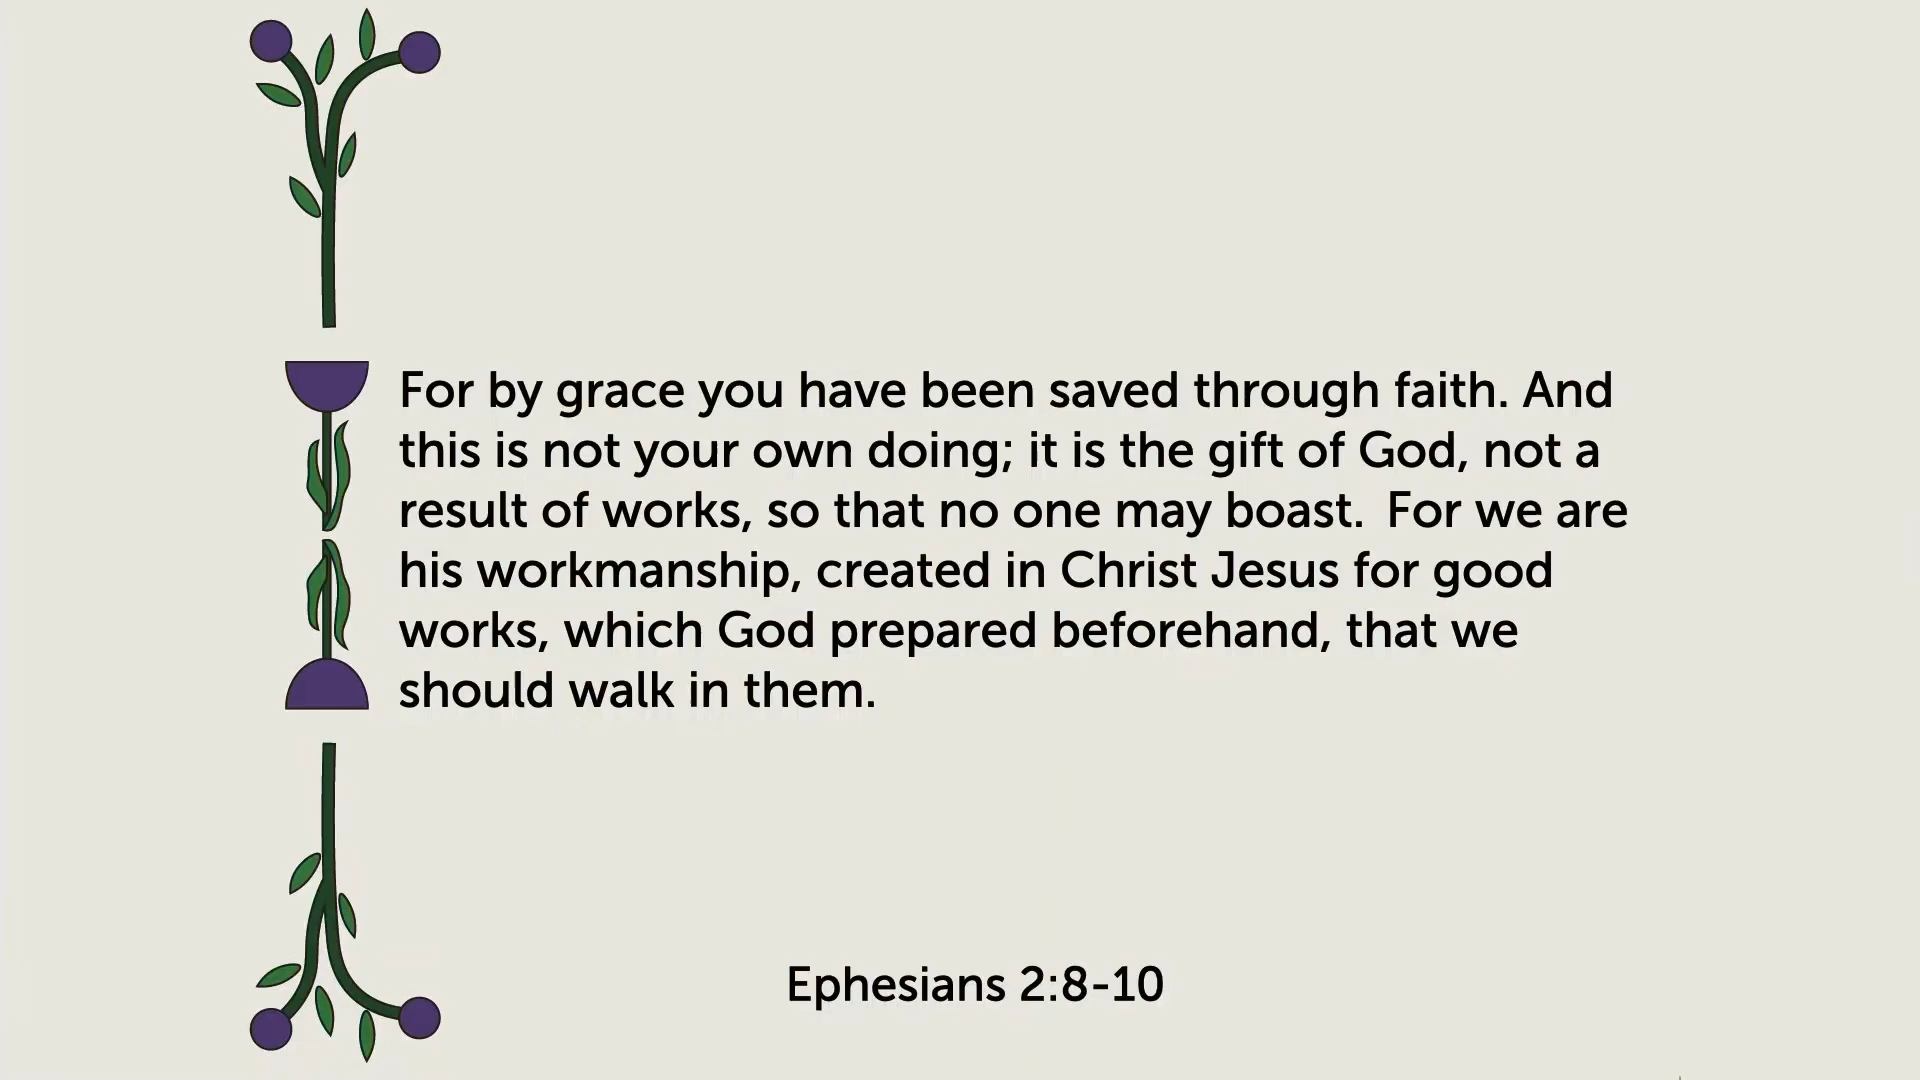 For by grace you have been saved through faith. And
this is not your own doing; it is the gift of God, not a
result of works, so that no one may boast.  For we are
his workmanship, created in Christ Jesus for good
works, which God prepared beforehand, that we
should walk in them.
Ephesians 2:8-10